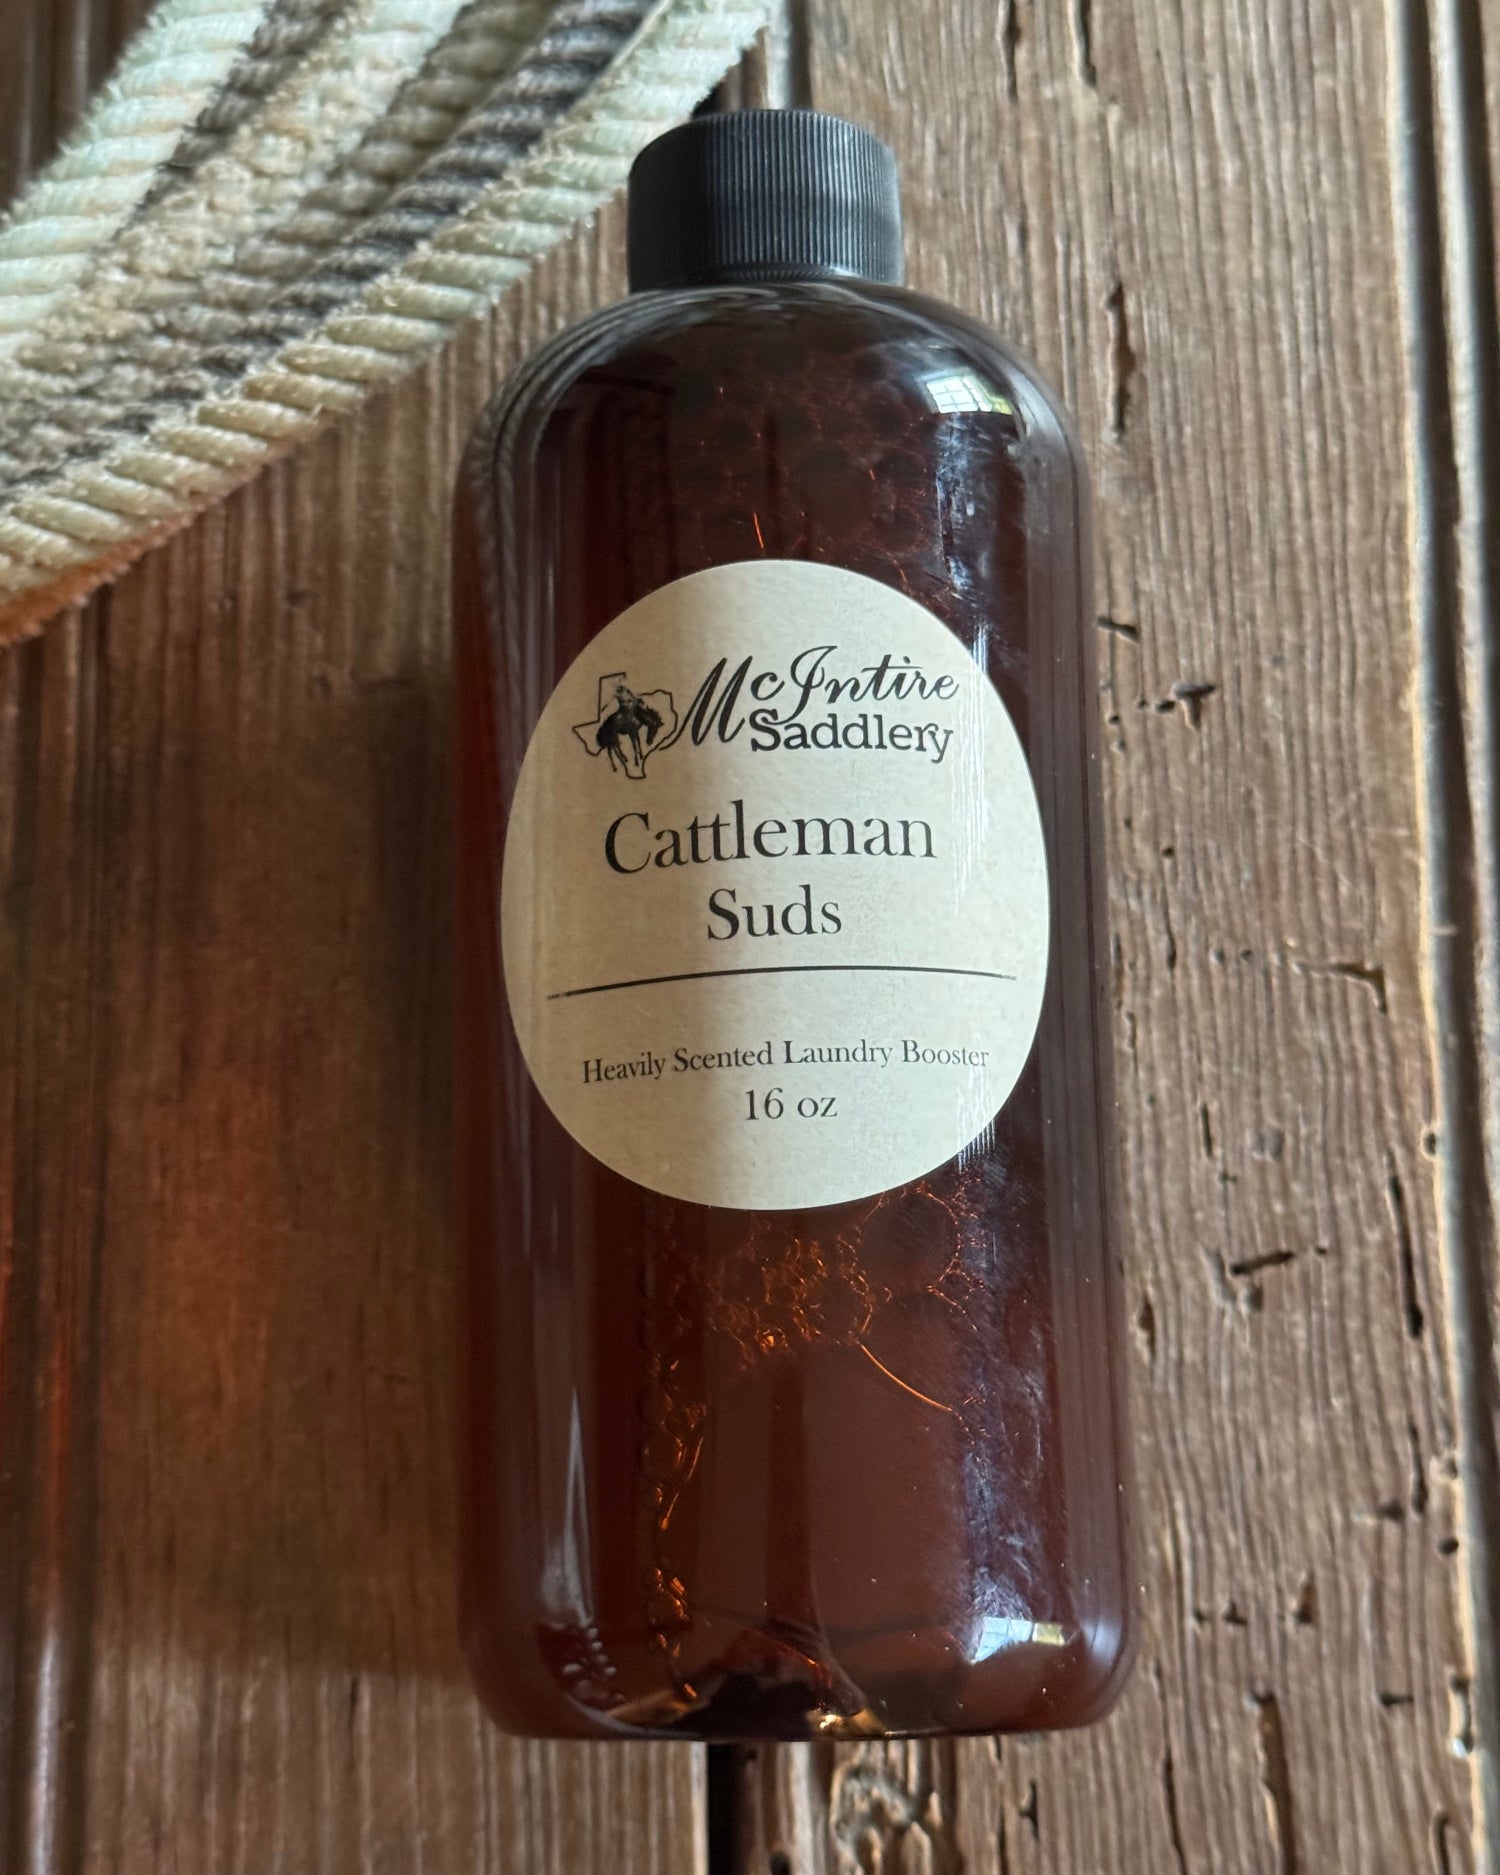 McIntire
Saddlery
Cattleman
Suds
Heavily Scented Laundry Booster
16 oz